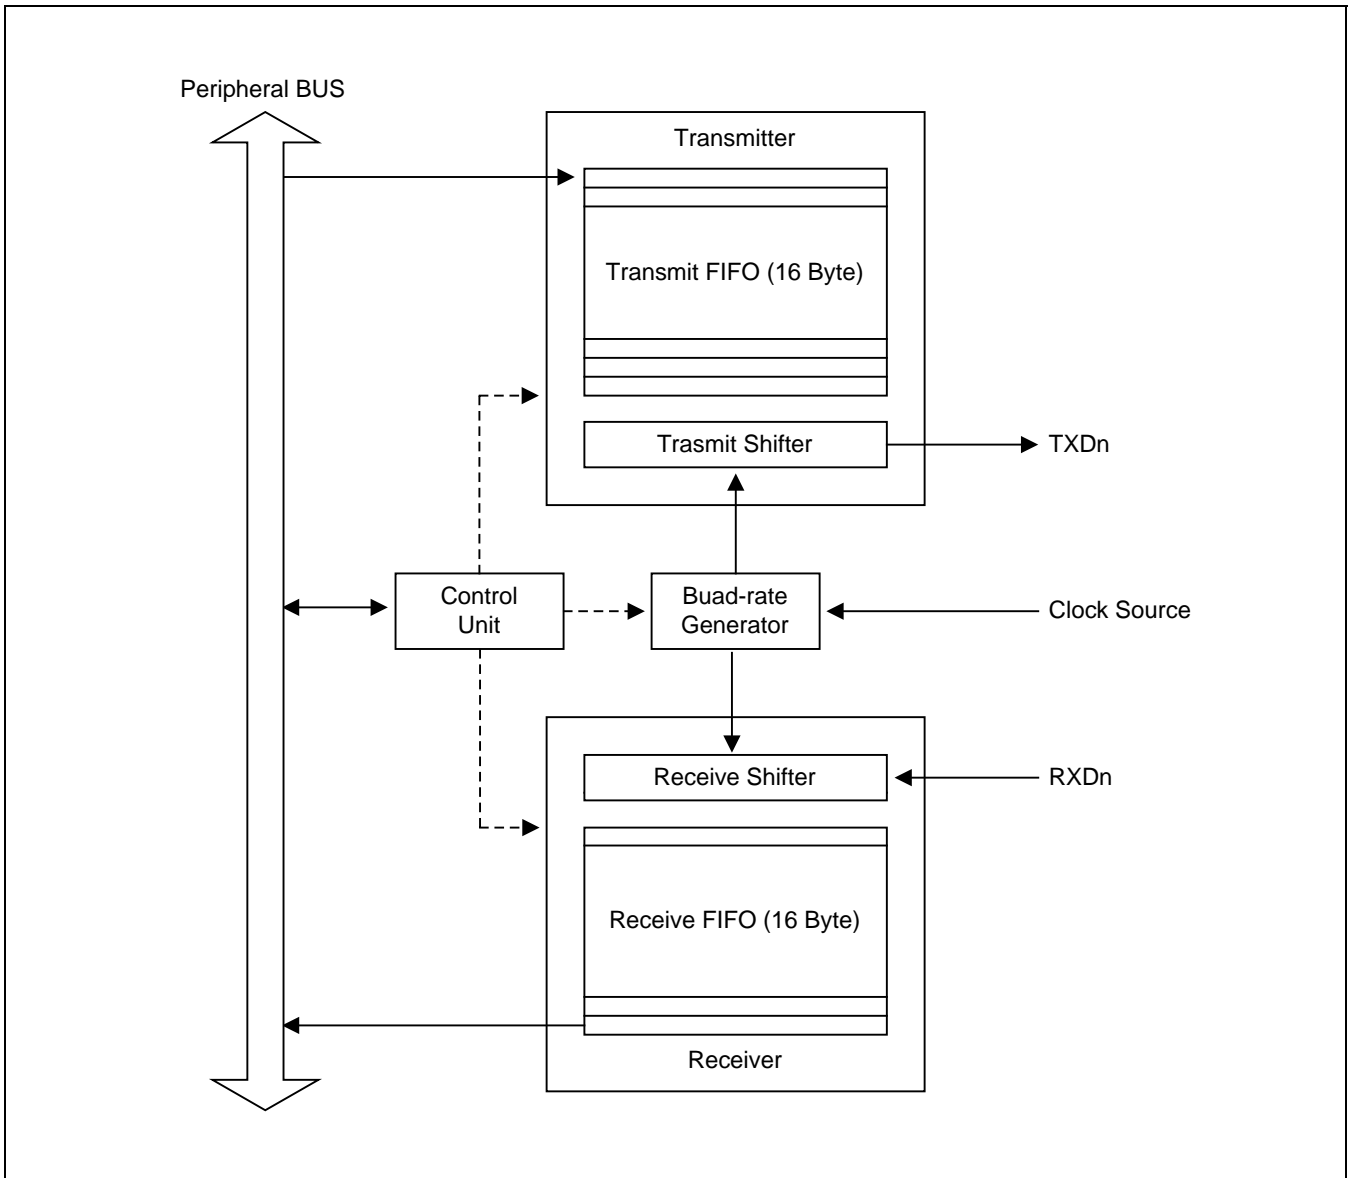 Peripheral BUS
Transmitter
Transmit FIFO (16 Byte)
Trasmit Shifter
TXDn
Control
Unit
Buad-rate
Generator
Clock Source
Receive Shifter
RXDn
Receive FIFO (16 Byte)
Receiver